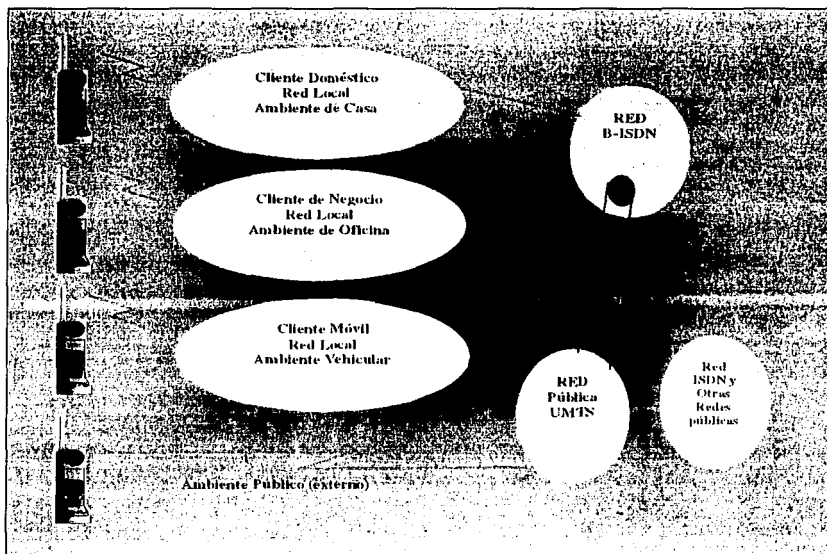 Cliente Doméstico
Red Local
Ambiente de Casa
RED
B-ISDN
Cliente de Negocio
Red Local
Ambiente de Oficina
Cliente Móvil
Red Local
Ambiente Vehicular
RED
Pública
UMTS
Red
ISDN y
Otras
Redes
públicas
Ambiente Público (externo)